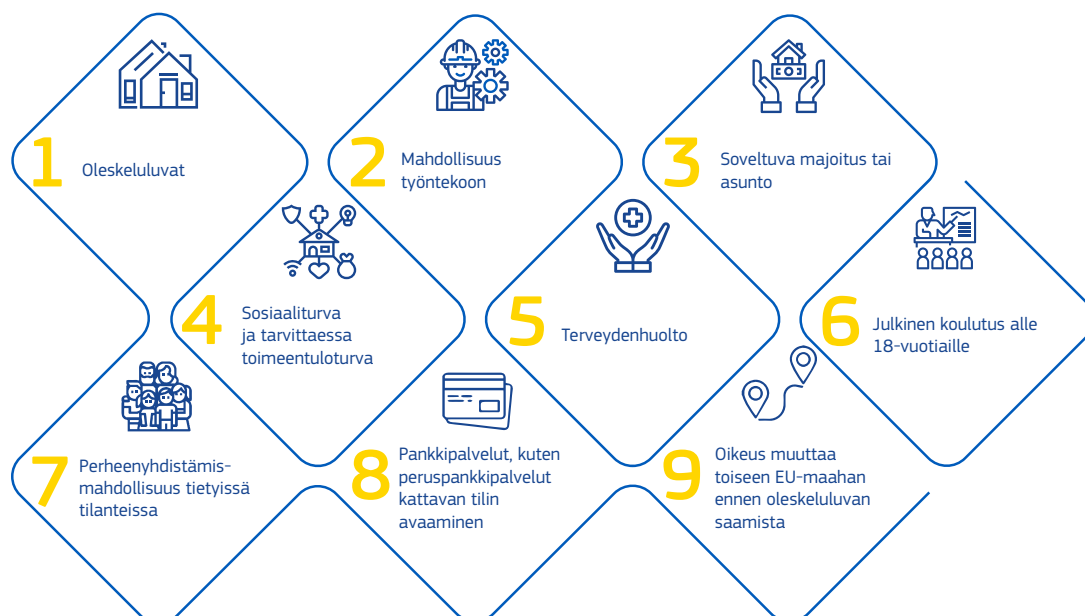 1
Oleskeluluvat
2
Mahdollisuus
työntekoon
3
Soveltuva majoitus tai
asunto
4
Sosiaaliturva
ja tarvittaessa
toimeentuloturva
5
Terveydenhuolto
6
Julkinen koulutus alle
18-vuotiaille
7
Perheenyhdistämis-
mahdollisuus tietyissä
tilanteissa
8
Pankkipalvelut, kuten
peruspankkipalvelut
kattavan tilin
avaaminen
9
Oikeus muuttaa
toiseen EU-maahan
ennen oleskeluluvan
saamista